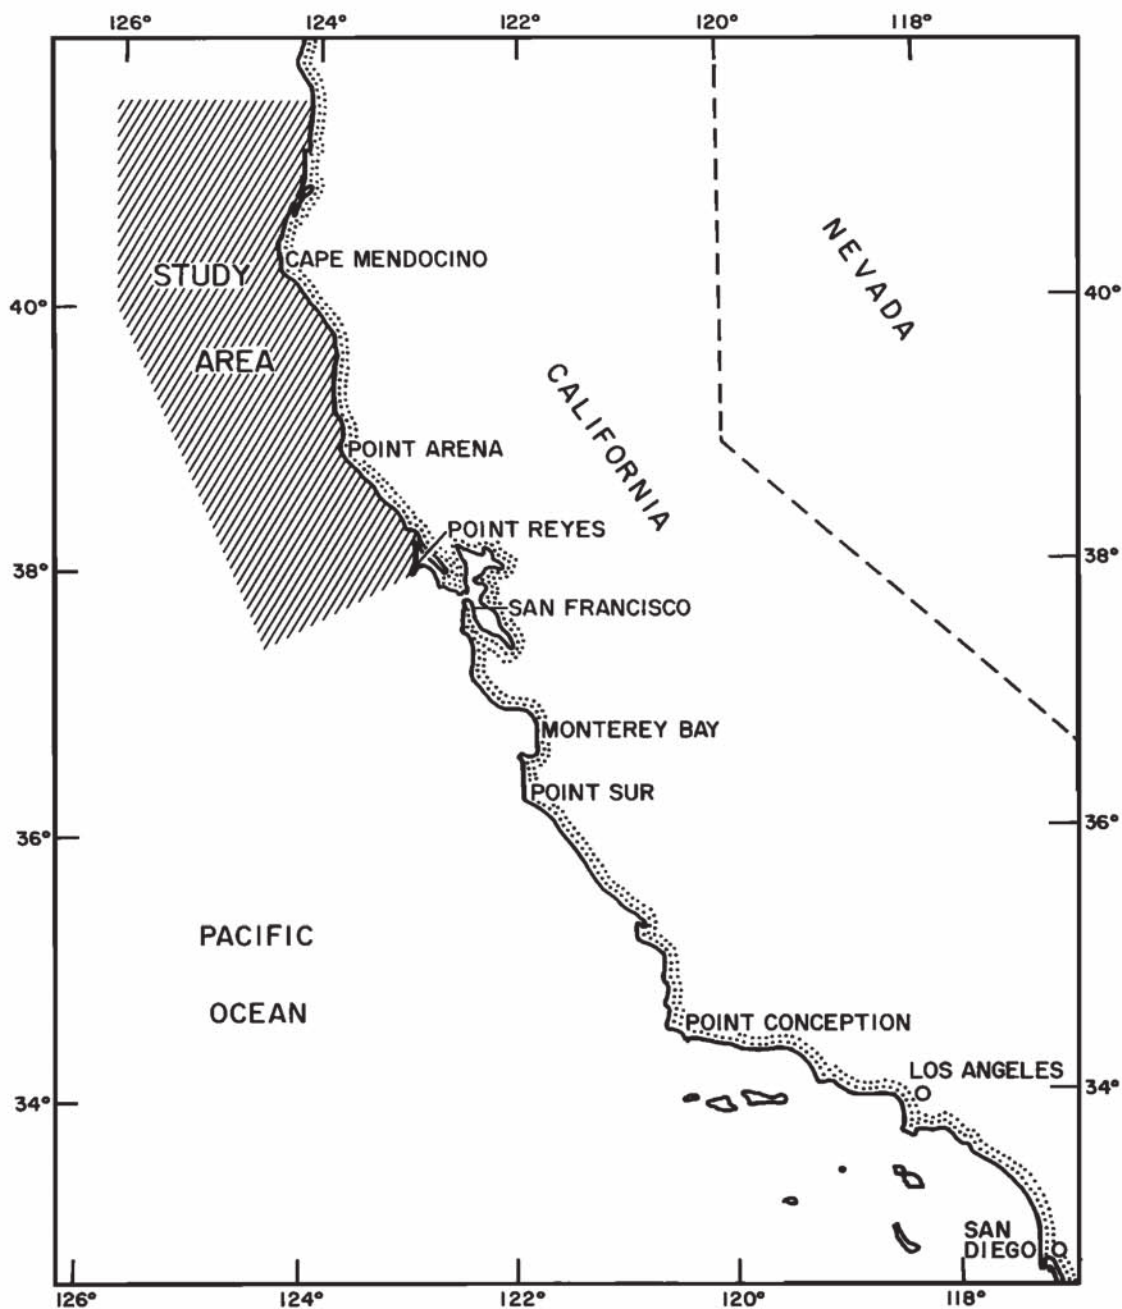 126° 124° 122° 120° 118°
NEVADA
CAPE MENDOCINO
STUDY
40° 40°
AREA
CALIFORNIA
POINT ARENA
POINT REYES
38° 38°
SAN FRANCISCO
MONTEREY BAY
POINT SUR
36° 36°
PACIFIC
OCEAN
POINT CONCEPTION
LOS ANGELES
34° 34°
SAN
DIEGO
126° 124° 122° 120° 118°